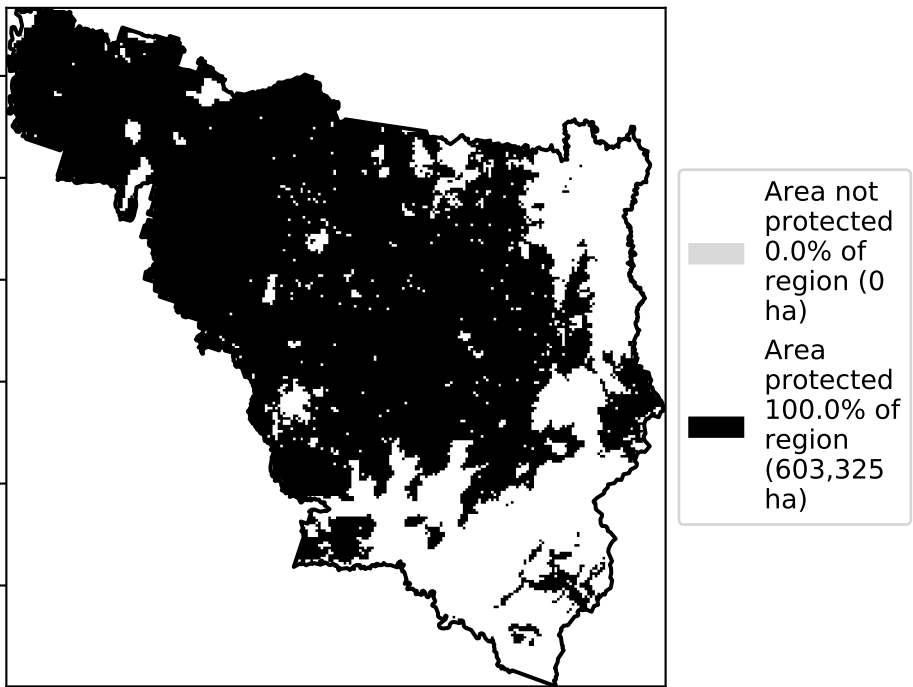 Area not
protected
0.0% of
region (0
ha)
Area
protected
100.0% of
region
(603,325
ha)